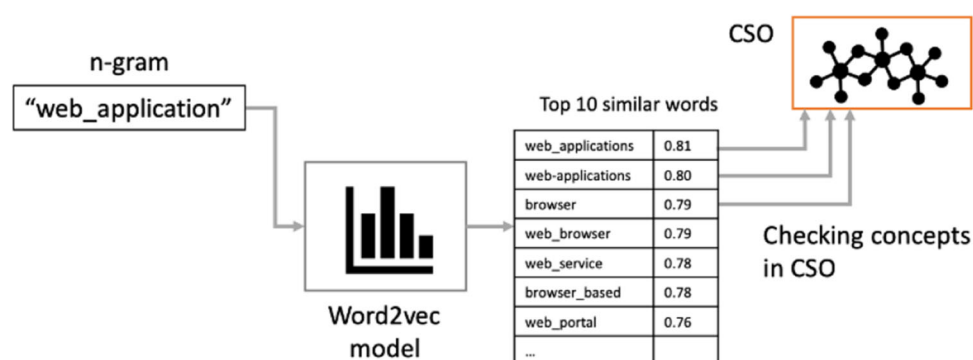 n-gram
“web_application”
Word2vec
model
Top 10 similar words
web_applications 0.81
web-applications 0.80
browser 0.79
web_browser 0.79
web_service 0.78
browser_based 0.78
web_portal 0.76
...
CSO
Checking concepts
in CSO